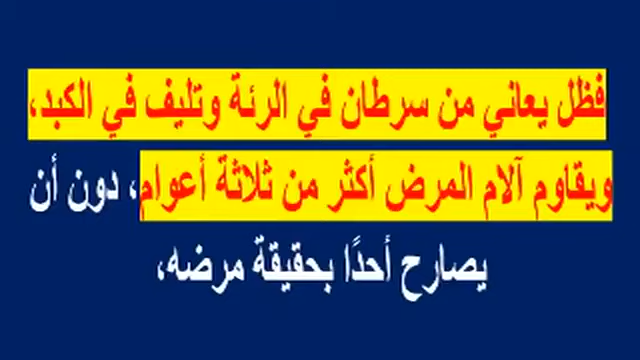 فظل يعاني من سرطان في الرئة وتليف في الكبد،
ويقاوم آلام المرض أكثر من ثلاثة أعوام، دون أن
يصارح أحدًا بحقيقة مرضه،